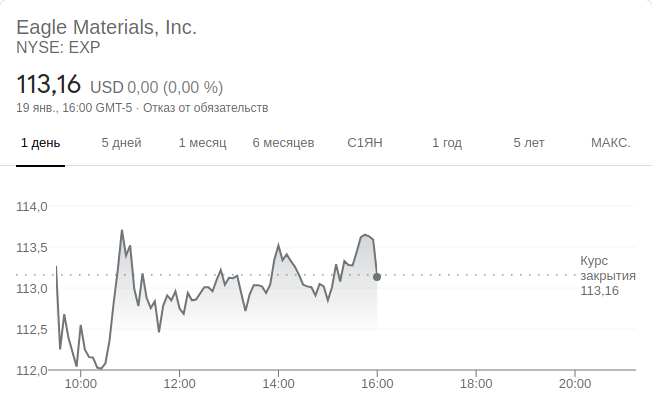 Eagle Materials, Inc.
NYSE: EXP
113,16 USD 0,00 (0,00 %)
19 янв., 16:00 GMT-5 · Отказ от обязательств
1 день 5 дней 1 месяц 6 месяцев С1ЯН 1 год 5 лет МАКС.
114,0
113,5
Курс
закрытия
113,16
113,0
112,5
112,0
10:00 12:00 14:00 16:00 18:00 20:00